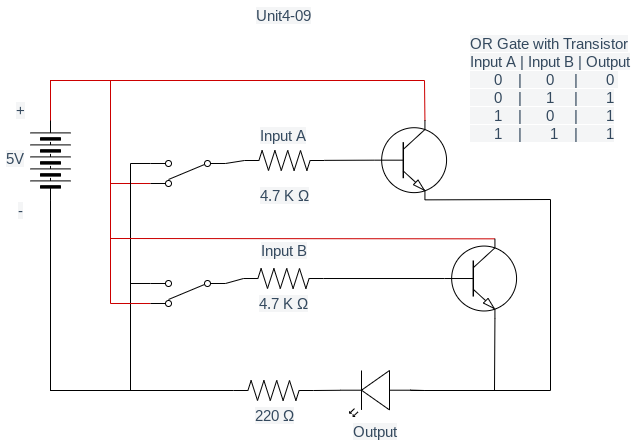 Unit4-09
OR Gate with Transistor
Input A | Input B | Output
0 | 0 | 0
0 | 1 | 1
1 | 0 | 1
1 | 1 | 1
+
5V
-
Input A
4.7 K Ω
Input B
4.7 K Ω
220 Ω
Output